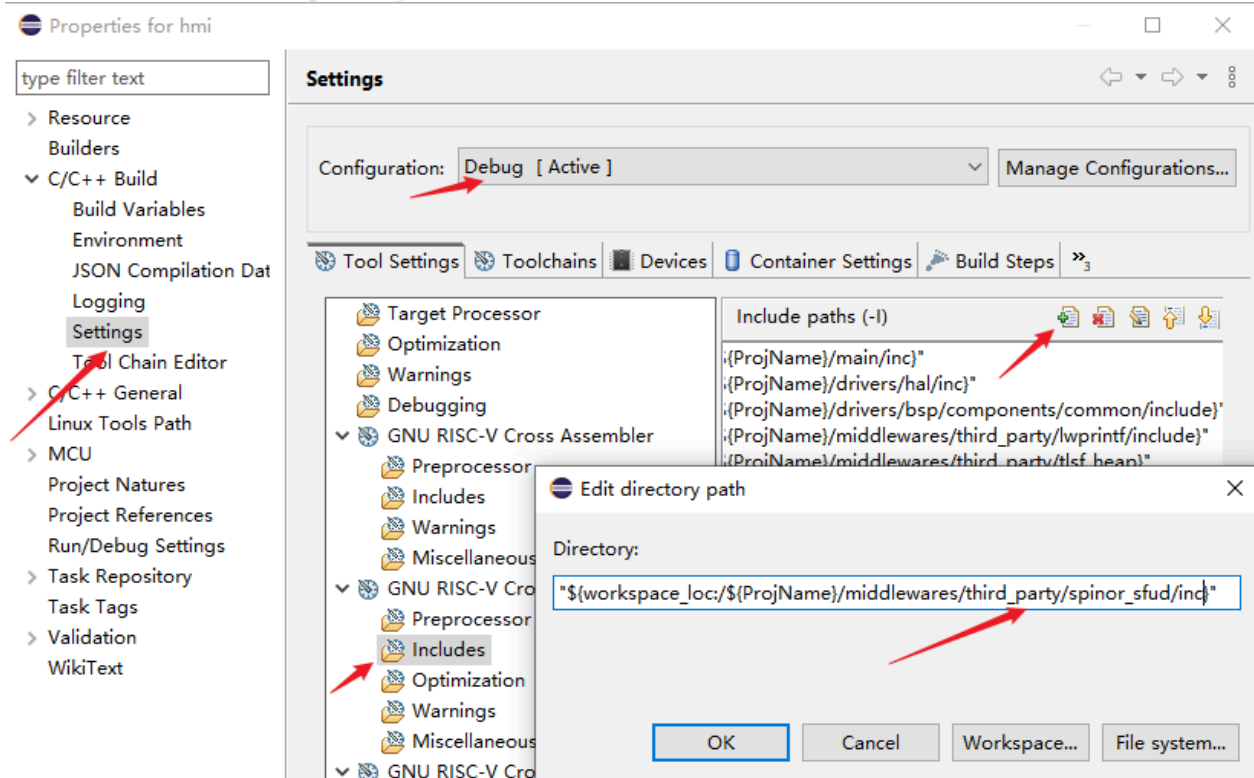 Properties for hmi
type filter text
Resource
Builders
C/C++ Build
Build Variables
Environment
JSON Compilation Dat
Logging
Settings
Tool Chain Editor
C/C++ General
Linux Tools Path
MCU
Project Natures
Project References
Run/Debug Settings
Task Repository
Task Tags
Validation
WikiText
Settings
Configuration: Debug [ Active ] Manage Configurations...
Tool Settings Toolchains Devices Container Settings Build Steps »3
Target Processor
Optimization
Warnings
Debugging
GNU RISC-V Cross Assembler
Preprocessor
Includes
Warnings
Miscellaneous
GNU RISC-V Cro
Preprocessor
Includes
Optimization
Warnings
Miscellaneous
GNU RISC-V Cro
Include paths (-I)
{ProjName}/main/inc}"
{ProjName}/drivers/hal/inc}"
{ProjName}/drivers/bsp/components/common/include}"
{ProjName}/middlewares/third_party/lwprintf/include}"
{ProjName}/middlewares/third_party/tlsf_heap}"
Edit directory path
Directory:
"${workspace_loc:/${ProjName}/middlewares/third_party/spinor_sfud/inc}"
OK Cancel Workspace... File system...